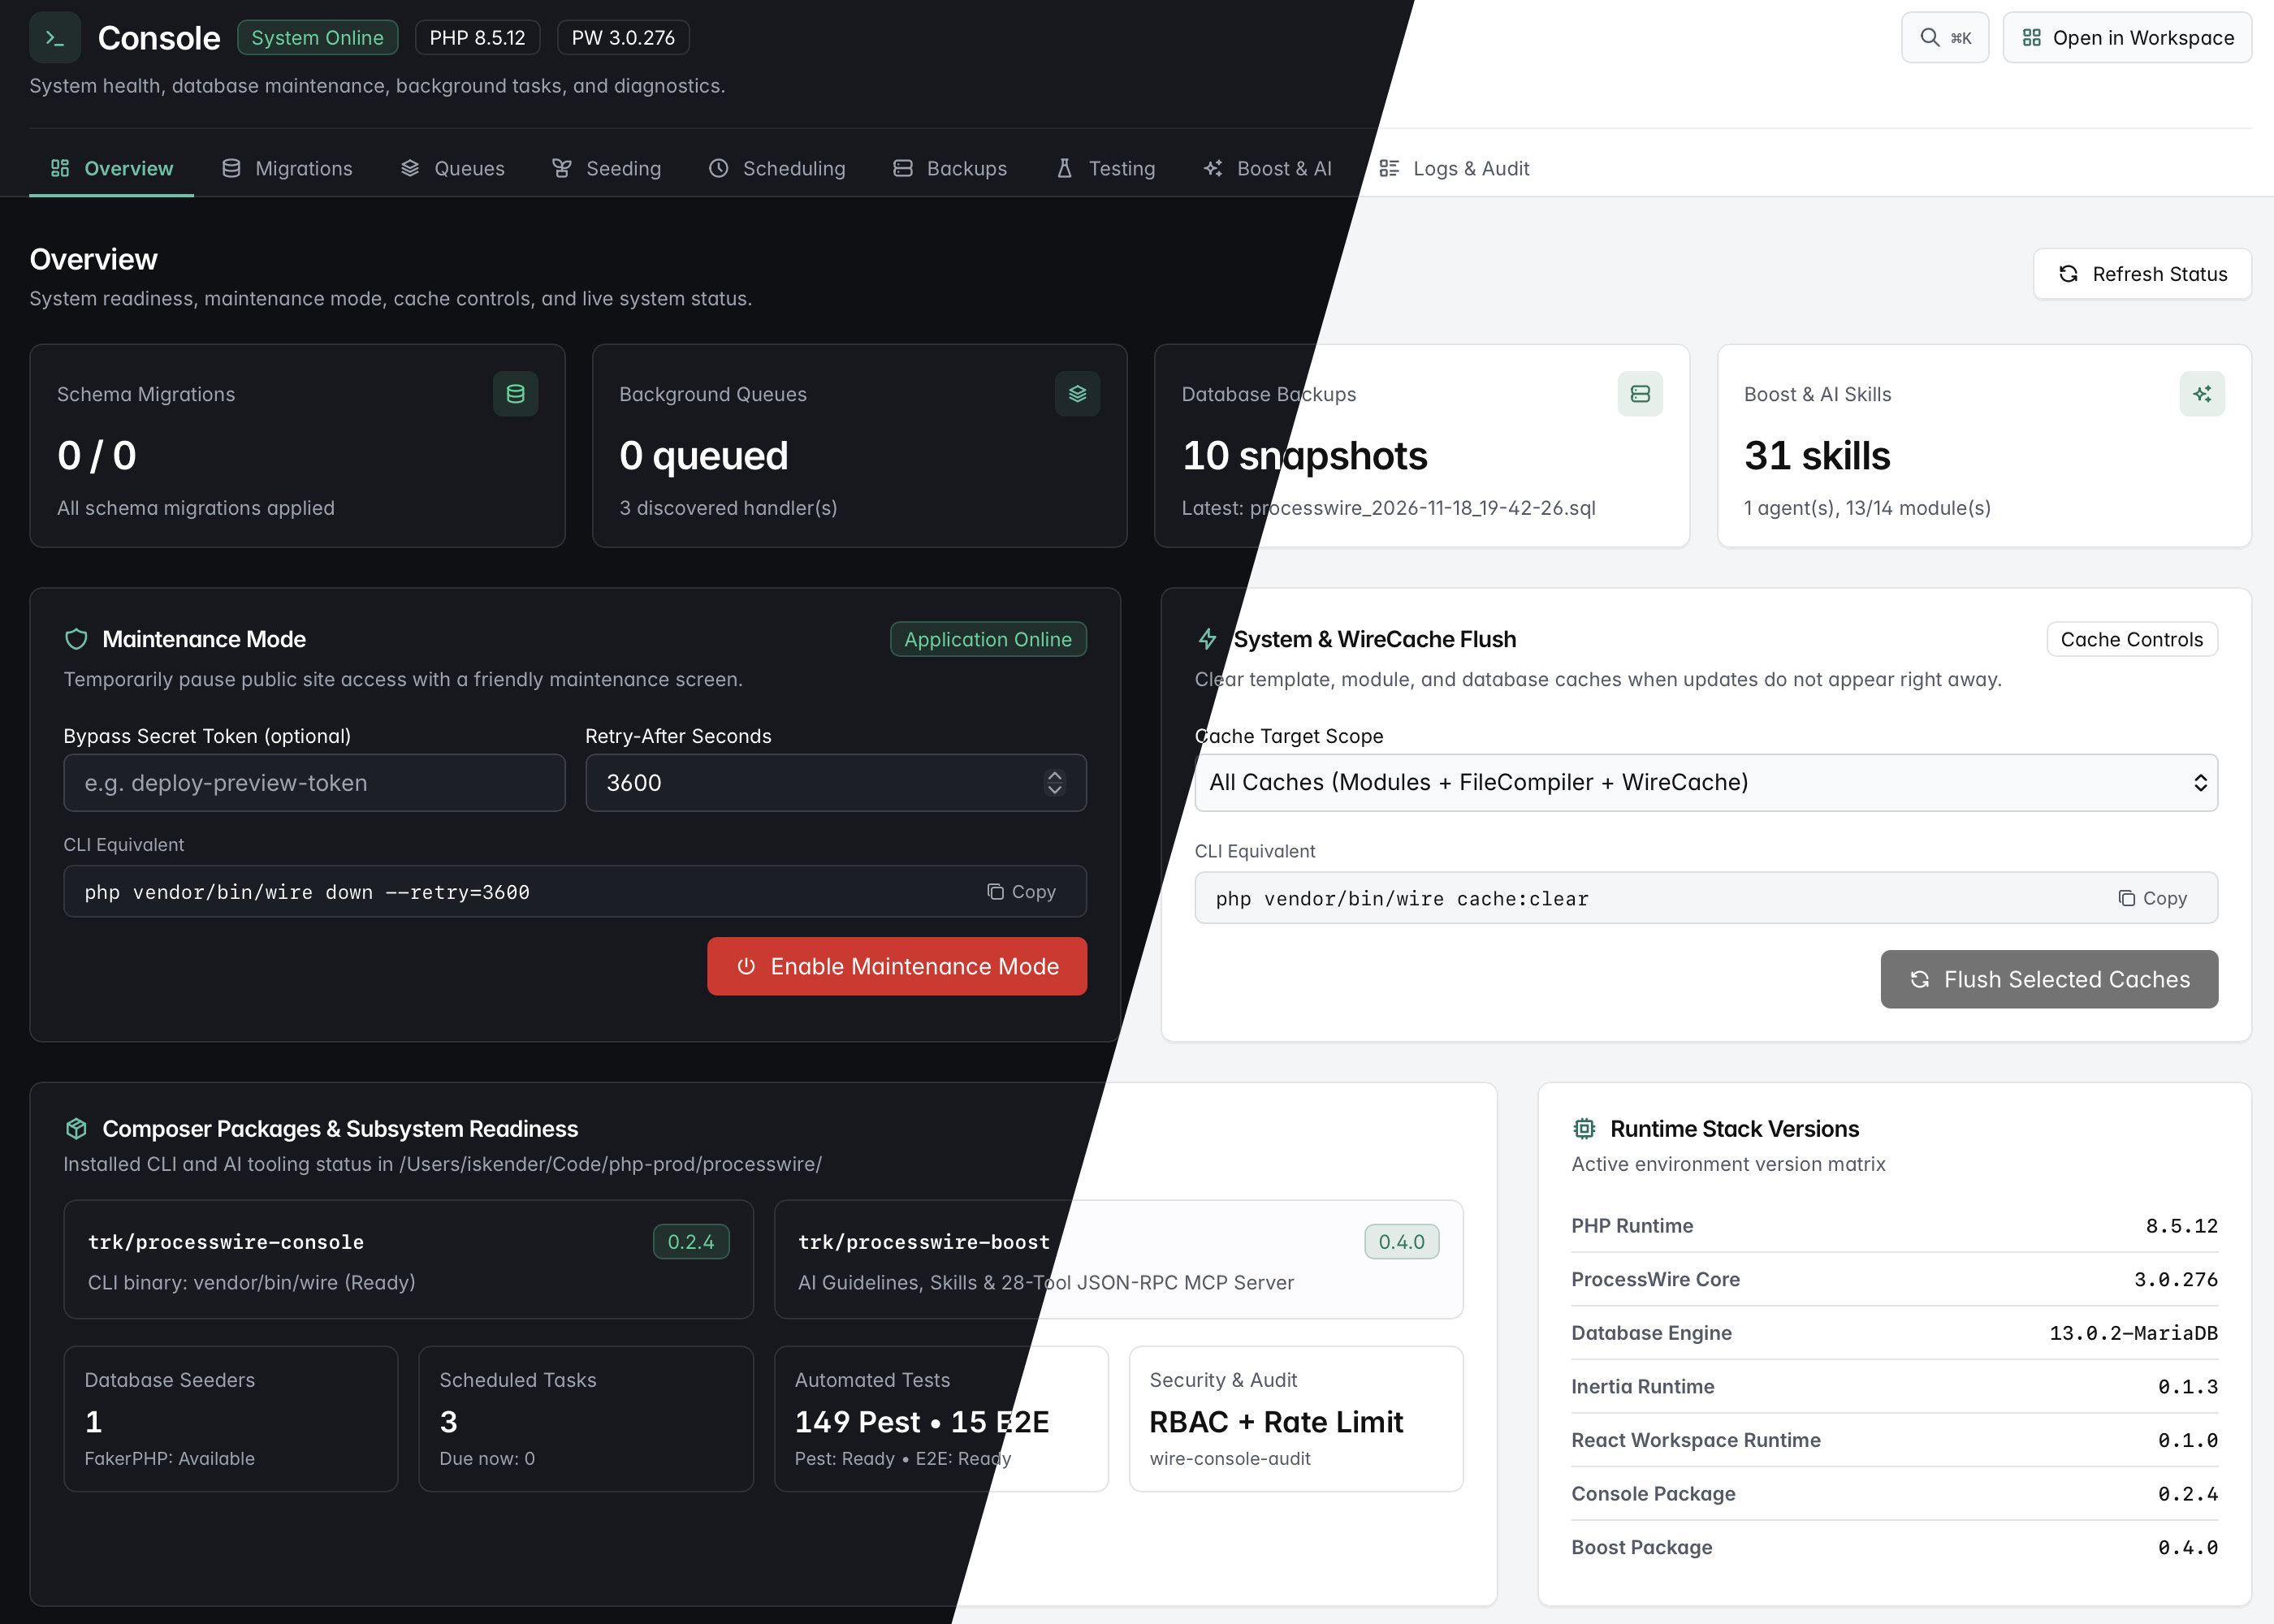 Console
System Online
PHP 8.5.12
PW 3.0.276
⌘K
Open in Workspace
System health, database maintenance, background tasks, and diagnostics.
Overview
Migrations
Queues
Seeding
Scheduling
Backups
Testing
Boost & AI
Logs & Audit
Overview
System readiness, maintenance mode, cache controls, and live system status.
Refresh Status
Schema Migrations
0 / 0
All schema migrations applied
Background Queues
0 queued
3 discovered handler(s)
Database Backups
10 snapshots
Latest: processwire_2026-11-18_19-42-26.sql
Boost & AI Skills
31 skills
1 agent(s), 13/14 module(s)
Maintenance Mode
Application Online
Temporarily pause public site access with a friendly maintenance screen.
Bypass Secret Token (optional)
e.g. deploy-preview-token
Retry-After Seconds
3600
CLI Equivalent
php vendor/bin/wire down --retry=3600
Copy
Enable Maintenance Mode
System & WireCache Flush
Cache Controls
Clear template, module, and database caches when updates do not appear right away.
Cache Target Scope
All Caches (Modules + FileCompiler + WireCache)
CLI Equivalent
php vendor/bin/wire cache:clear
Copy
Flush Selected Caches
Composer Packages & Subsystem Readiness
Installed CLI and AI tooling status in /Users/iskender/Code/php-prod/processwire/
trk/processwire-console
0.2.4
CLI binary: vendor/bin/wire (Ready)
trk/processwire-boost
0.4.0
AI Guidelines, Skills & 28-Tool JSON-RPC MCP Server
Database Seeders
1
FakerPHP: Available
Scheduled Tasks
3
Due now: 0
Automated Tests
149 Pest • 15 E2E
Pest: Ready • E2E: Ready
Security & Audit
RBAC + Rate Limit
wire-console-audit
Runtime Stack Versions
Active environment version matrix
PHP Runtime 8.5.12
ProcessWire Core 3.0.276
Database Engine 13.0.2-MariaDB
Inertia Runtime 0.1.3
React Workspace Runtime 0.1.0
Console Package 0.2.4
Boost Package 0.4.0